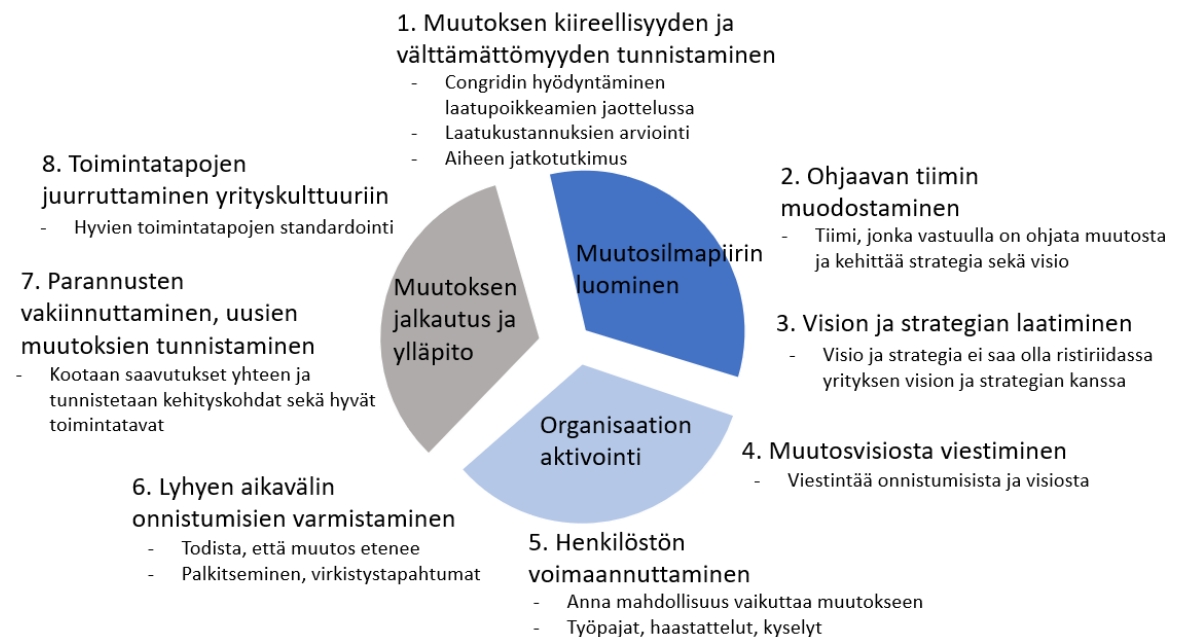 1. Muutoksen kiireellisyyden ja
välttämättömyyden tunnistaminen
- Congridin hyödyntäminen
laatupoikkeamien jaottelussa
- Laatukustannuksien arviointi
- Aiheen jatkotutkimus
2. Ohjaavan tiimin
muodostaminen
- Tiimi, jonka vastuulla on ohjata muutosta
ja kehittää strategia sekä visio
3. Vision ja strategian laatiminen
- Visio ja strategia ei saa olla ristiriidassa
yrityksen vision ja strategian kanssa
4. Muutosvisiosta viestiminen
- Viestintää onnistumisista ja visiosta
5. Henkilöstön
voimaannuttaminen
- Anna mahdollisuus vaikuttaa muutokseen
- Työpajat, haastattelut, kyselyt
6. Lyhyen aikavälin
onnistumisien varmistaminen
- Todista, että muutos etenee
- Palkitseminen, virkistystapahtumat
7. Parannusten
vakiinnuttaminen, uusien
muutoksien tunnistaminen
- Kootaan saavutukset yhteen ja
tunnistetaan kehityskohdat sekä hyvät
toimintatavat
8. Toimintatapojen
juurruttaminen yrityskulttuuriin
- Hyvien toimintatapojen standardointi
Muutosilmapiirin
luominen
Organisaation
aktivointi
Muutoksen
jalkautus ja
ylläpito